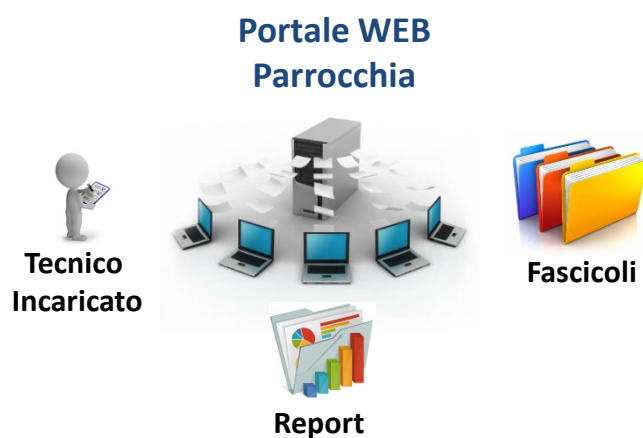 Portale WEB
Parrocchia
Tecnico
Incaricato
Fascicoli
Report